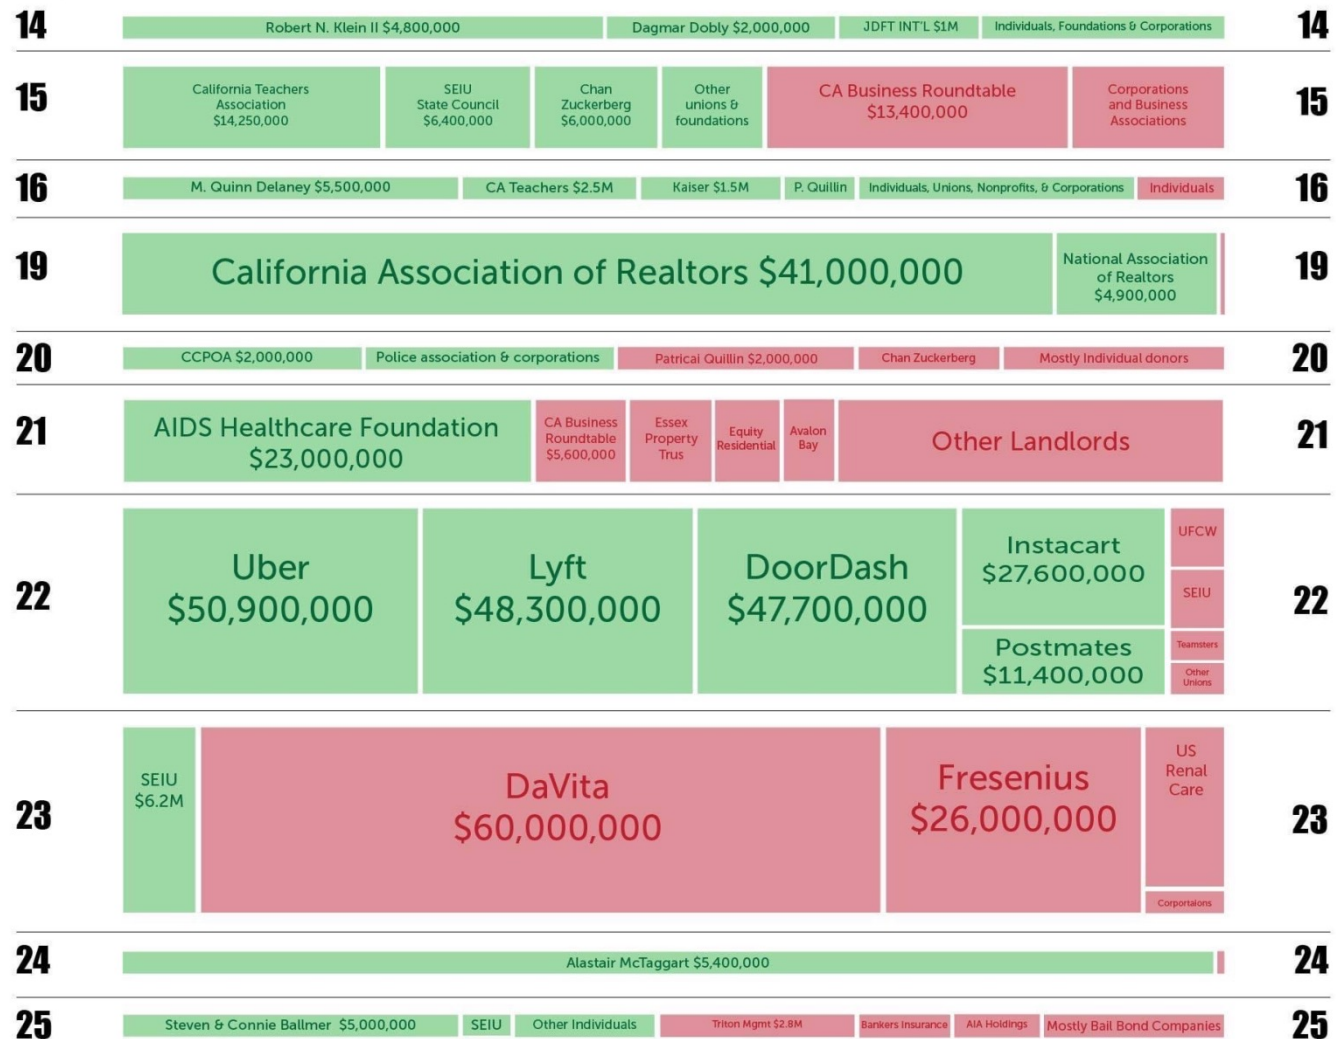 14
Robert N. Klein II $4,800,000
Dagmar Dobly $2,000,000
JDFT INT'L $1M
Individuals, Foundations & Corporations
14
15
California Teachers
Association
$14,250,000
SEIU
State Council
$6,400,000
Chan
Zuckerberg
$6,000,000
Other
unions &
foundations
CA Business Roundtable
$13,400,000
Corporations
and Business
Associations
15
16
M. Quinn Delaney $5,500,000
CA Teachers $2.5M
Kaiser $1.5M
P. Quillin
Individuals, Unions, Nonprofits, & Corporations
Individuals
16
19
California Association of Realtors $41,000,000
National Association
of Realtors
$4,900,000
19
20
CCPOA $2,000,000
Police association & corporations
Patricai Quillin $2,000,000
Chan Zuckerberg
Mostly Individual donors
20
21
AIDS Healthcare Foundation
$23,000,000
CA Business
Roundtable
$5,600,000
Essex
Property
Trus
Equity
Residential
Avalon
Bay
Other Landlords
21
22
Uber
$50,900,000
Lyft
$48,300,000
DoorDash
$47,700,000
Instacart
$27,600,000
Postmates
$11,400,000
UFCW
SEIU
Teamsters
Other
Unions
22
23
SEIU
$6.2M
DaVita
$60,000,000
Fresenius
$26,000,000
US
Renal
Care
Corportaions
23
24
Alastair McTaggart $5,400,000
24
25
Steven & Connie Ballmer $5,000,000
SEIU
Other Individuals
Triton Mgmt $2.8M
Bankers Insurance
AIA Holdings
Mostly Bail Bond Companies
25